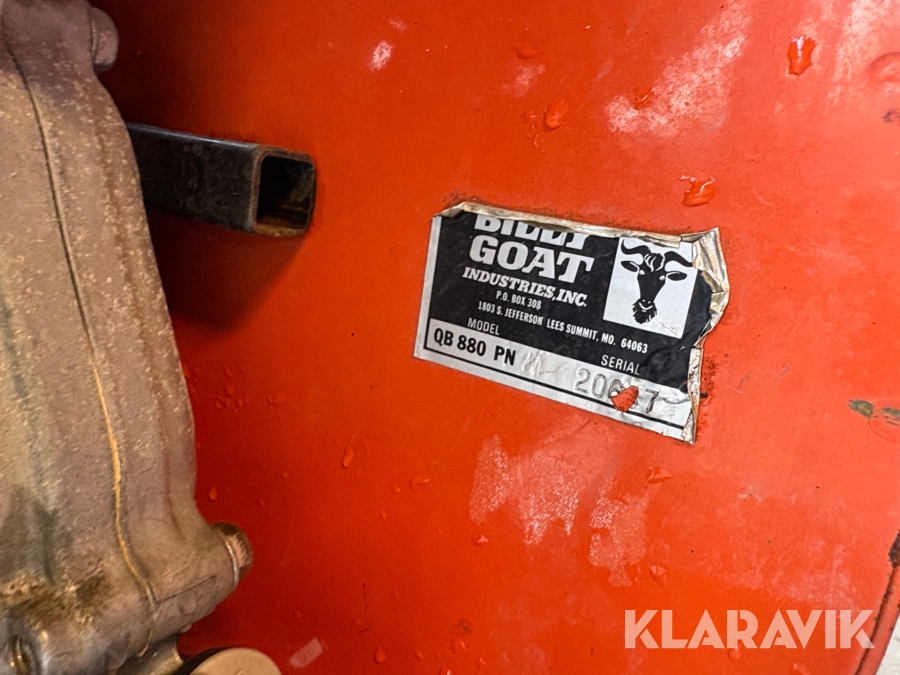 BILLY
GOAT
INDUSTRIES, INC.
P.O. BOX 308
1803 S. JEFFERSON LEES SUMMIT, MO. 64063
MODEL SERIAL
QB 880 PN
KLARAVIK